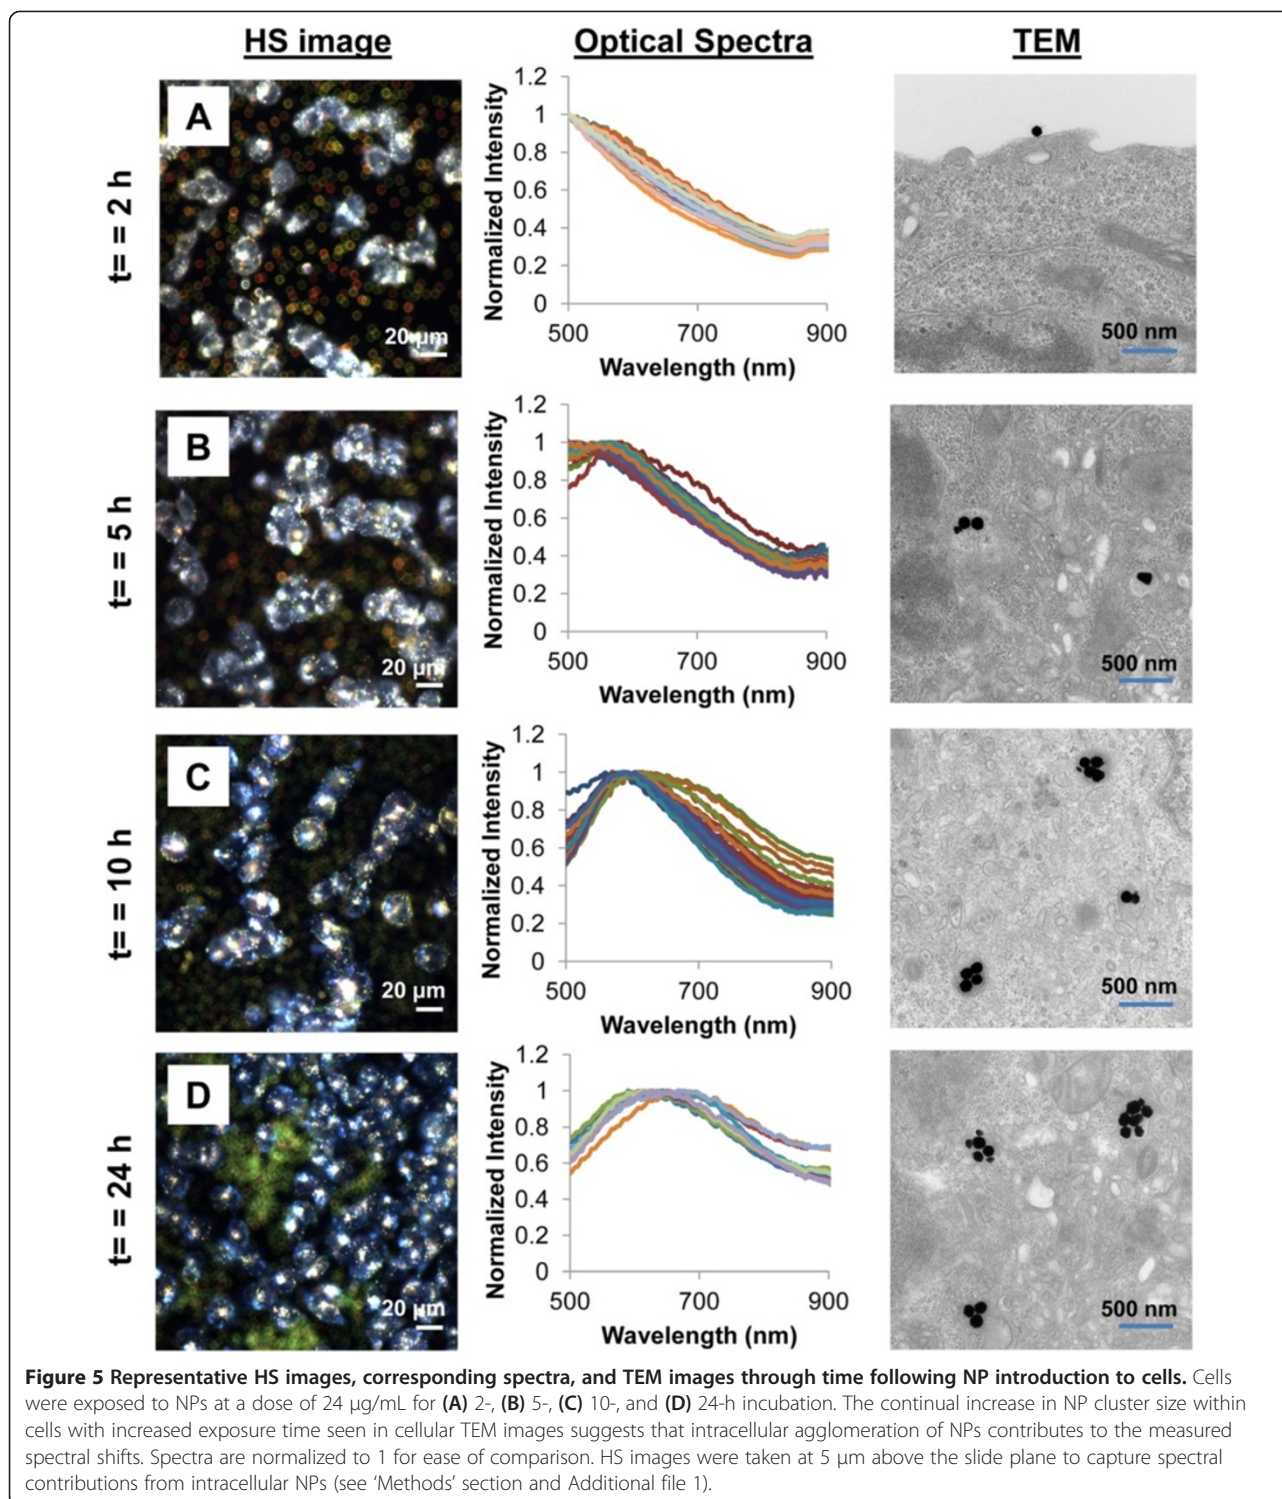 HS image Optical Spectra TEM
t= = 2 h
A
20 µm
Normalized Intensity
1.2
1
0.8
0.6
0.4
0.2
0
500 700 900
Wavelength (nm)
500 nm
t= = 5 h
B
20 µm
Normalized Intensity
1.2
1
0.8
0.6
0.4
0.2
0
500 700 900
Wavelength (nm)
500 nm
t= = 10 h
C
20 µm
Normalized Intensity
1.2
1
0.8
0.6
0.4
0.2
0
500 700 900
Wavelength (nm)
500 nm
t= = 24 h
D
20 µm
Normalized Intensity
1.2
1
0.8
0.6
0.4
0.2
0
500 700 900
Wavelength (nm)
500 nm
Figure 5 Representative HS images, corresponding spectra, and TEM images through time following NP introduction to cells. Cells
were exposed to NPs at a dose of 24 µg/mL for (A) 2-, (B) 5-, (C) 10-, and (D) 24-h incubation. The continual increase in NP cluster size within
cells with increased exposure time seen in cellular TEM images suggests that intracellular agglomeration of NPs contributes to the measured
spectral shifts. Spectra are normalized to 1 for ease of comparison. HS images were taken at 5 µm above the slide plane to capture spectral
contributions from intracellular NPs (see 'Methods' section and Additional file 1).